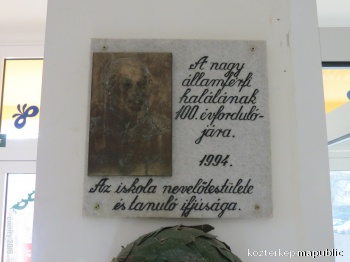 A nagy
államférfi
halálának
100. évforduló-
jára.
1994.
Az iskola nevelőtestülete
és tanuló ifjúsága.
kozterkep mapublic